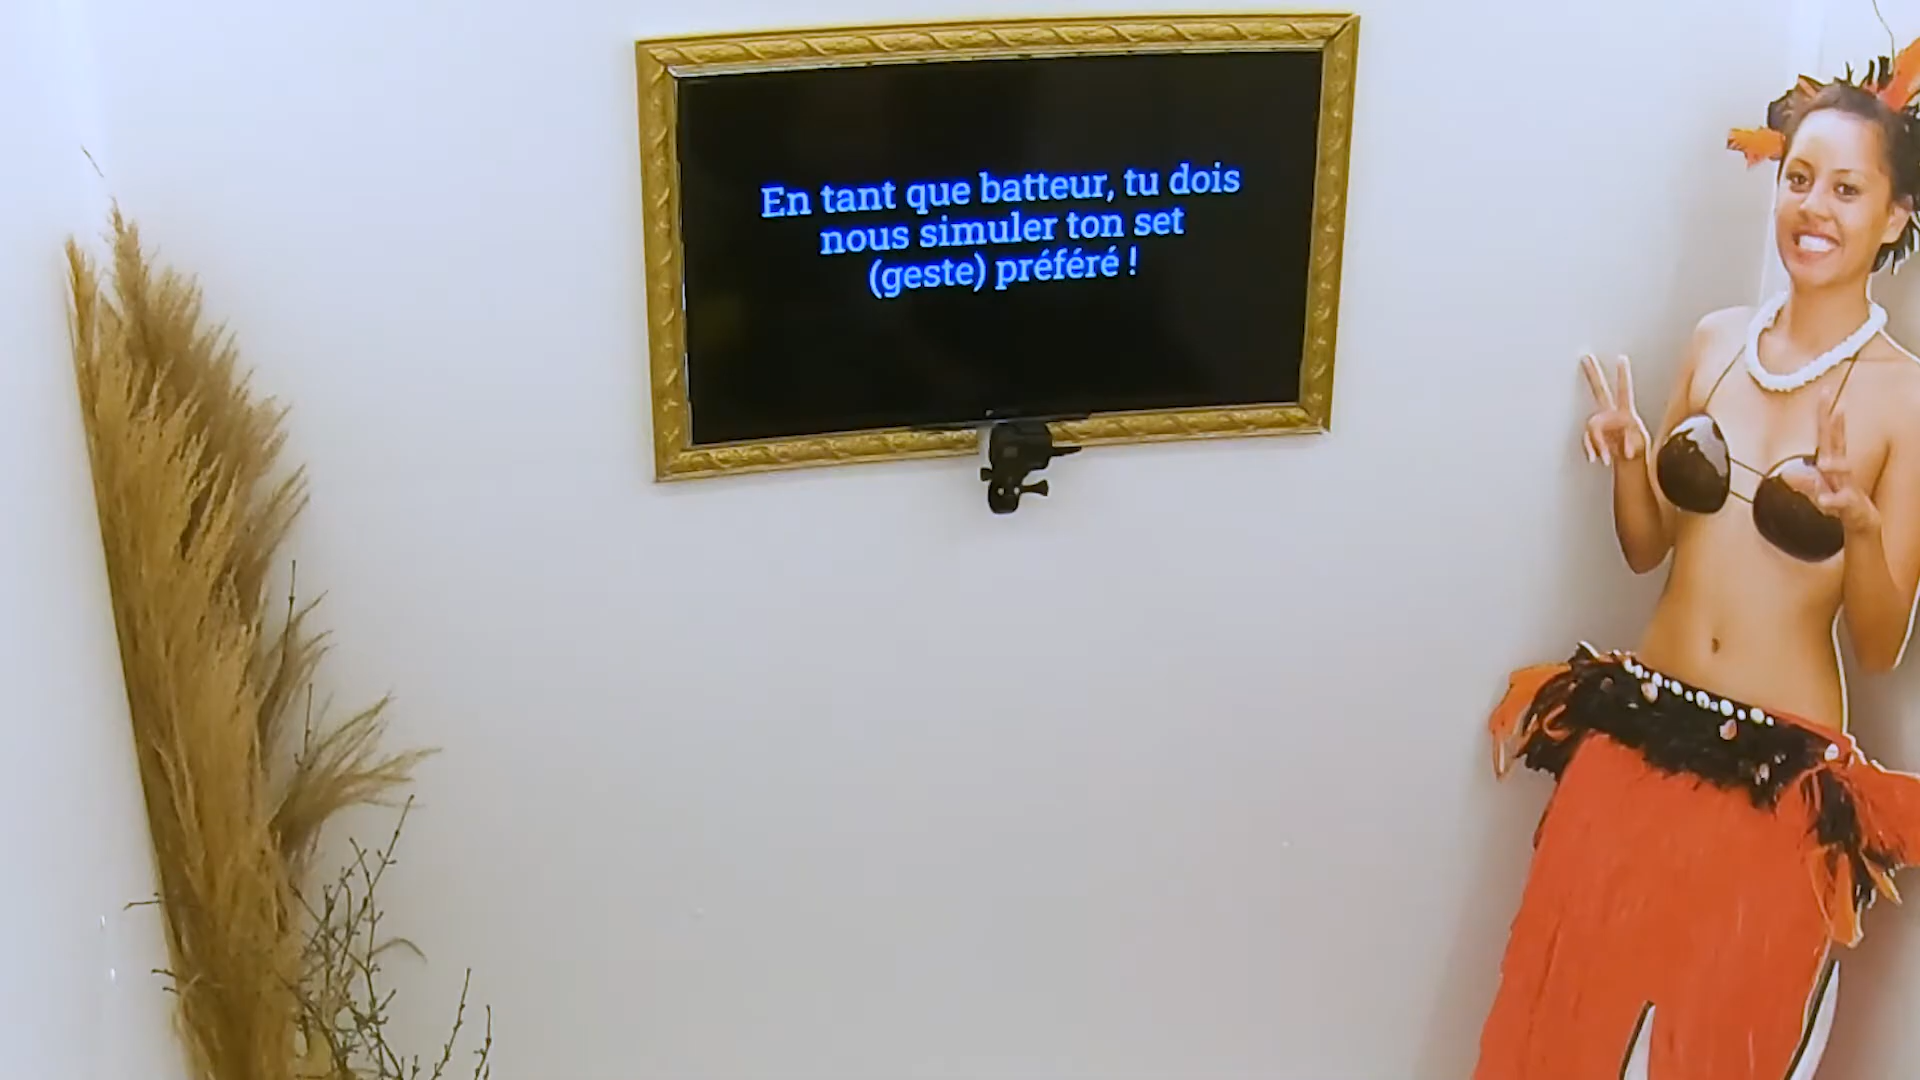 En tant que batteur, tu dois
nous simuler ton set
(geste) préféré !